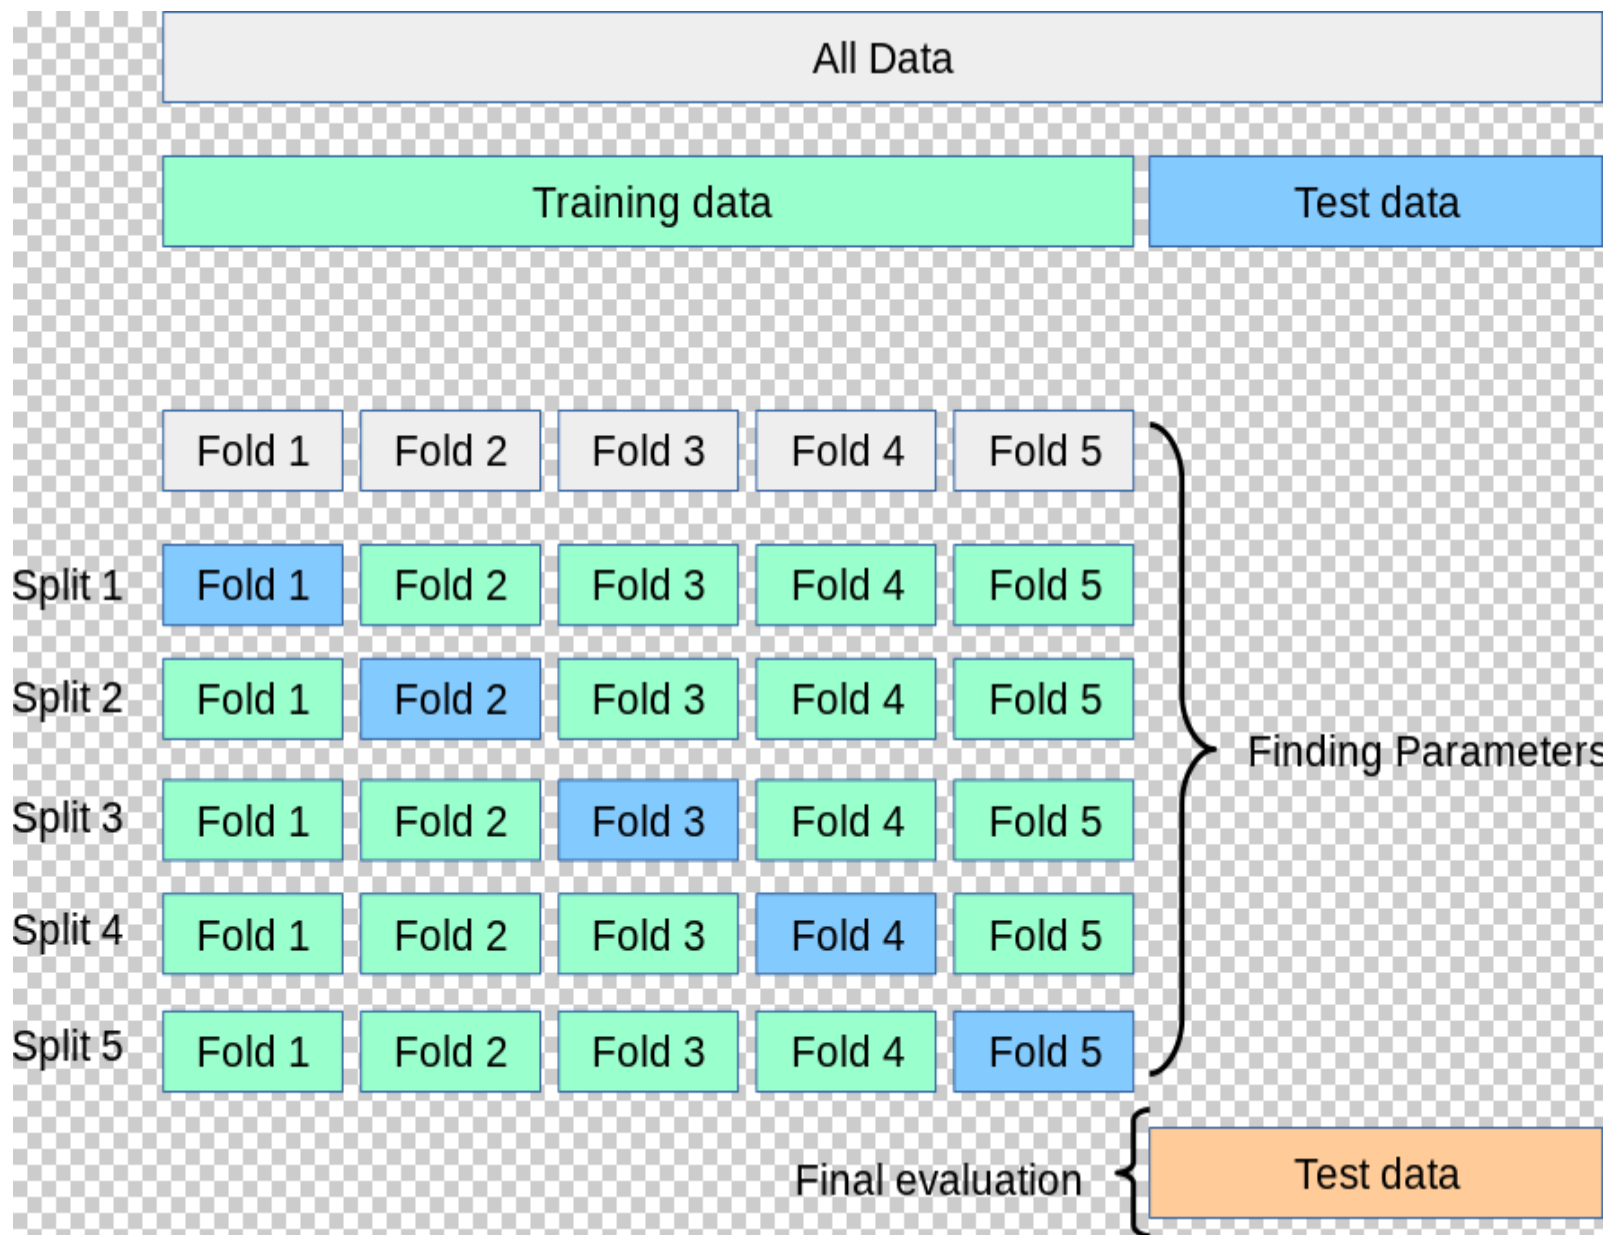 All Data
Training data Test data
Fold 1 Fold 2 Fold 3 Fold 4 Fold 5
Split 1 Fold 1 Fold 2 Fold 3 Fold 4 Fold 5
Split 2 Fold 1 Fold 2 Fold 3 Fold 4 Fold 5
Finding Parameters
Split 3 Fold 1 Fold 2 Fold 3 Fold 4 Fold 5
Split 4 Fold 1 Fold 2 Fold 3 Fold 4 Fold 5
Split 5 Fold 1 Fold 2 Fold 3 Fold 4 Fold 5
Final evaluation Test data